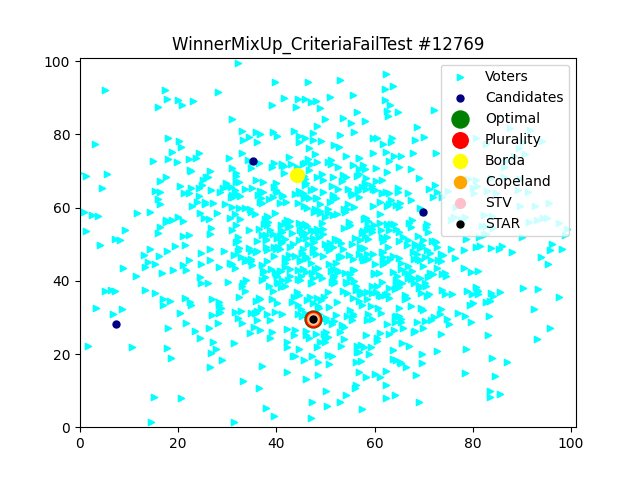 WinnerMixUp_CriteriaFailTest #12769
Voters
Candidates
Optimal
Plurality
Borda
Copeland
STV
STAR
100
80
60
40
20
0
0 20 40 60 80 100